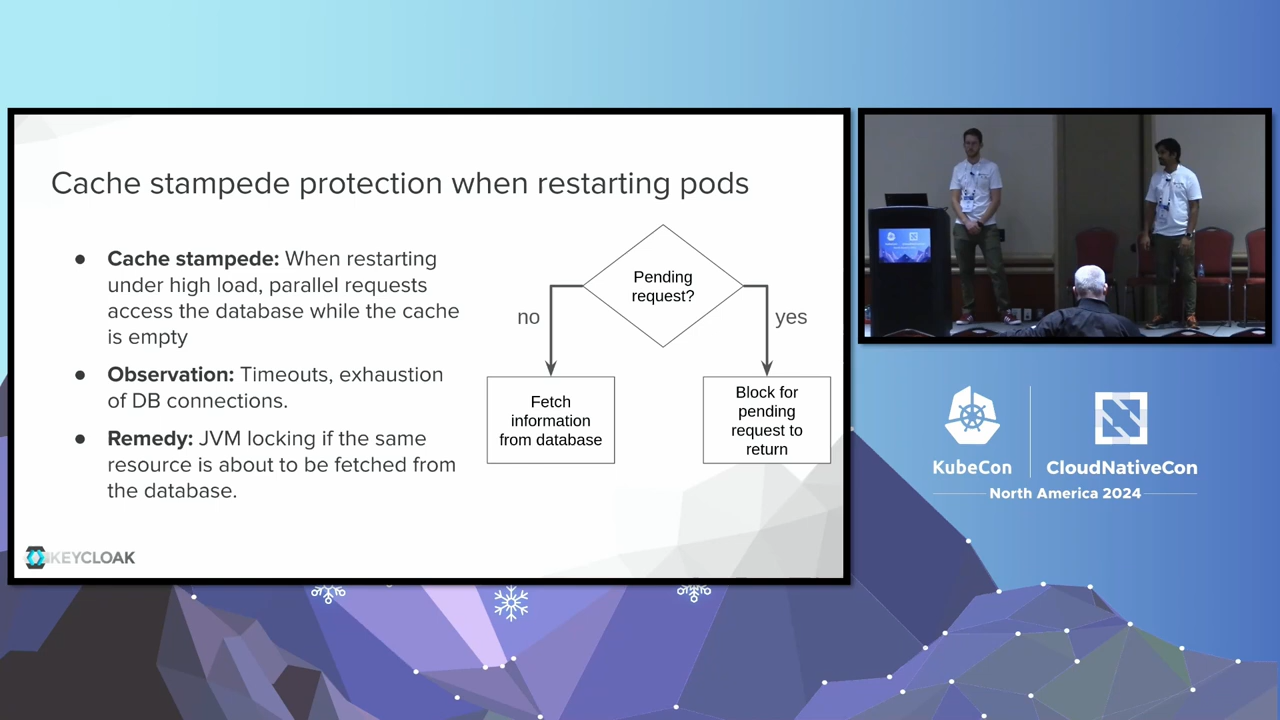 Cache stampede protection when restarting pods
● Cache stampede: When restarting
under high load, parallel requests
access the database while the cache
is empty
● Observation: Timeouts, exhaustion
of DB connections.
● Remedy: JVM locking if the same
resource is about to be fetched from
the database.
Pending
request?
no
yes
Fetch
information
from database
Block for
pending
request to
return
KEYCLOAK
KubeCon
CloudNativeCon
North America 2024